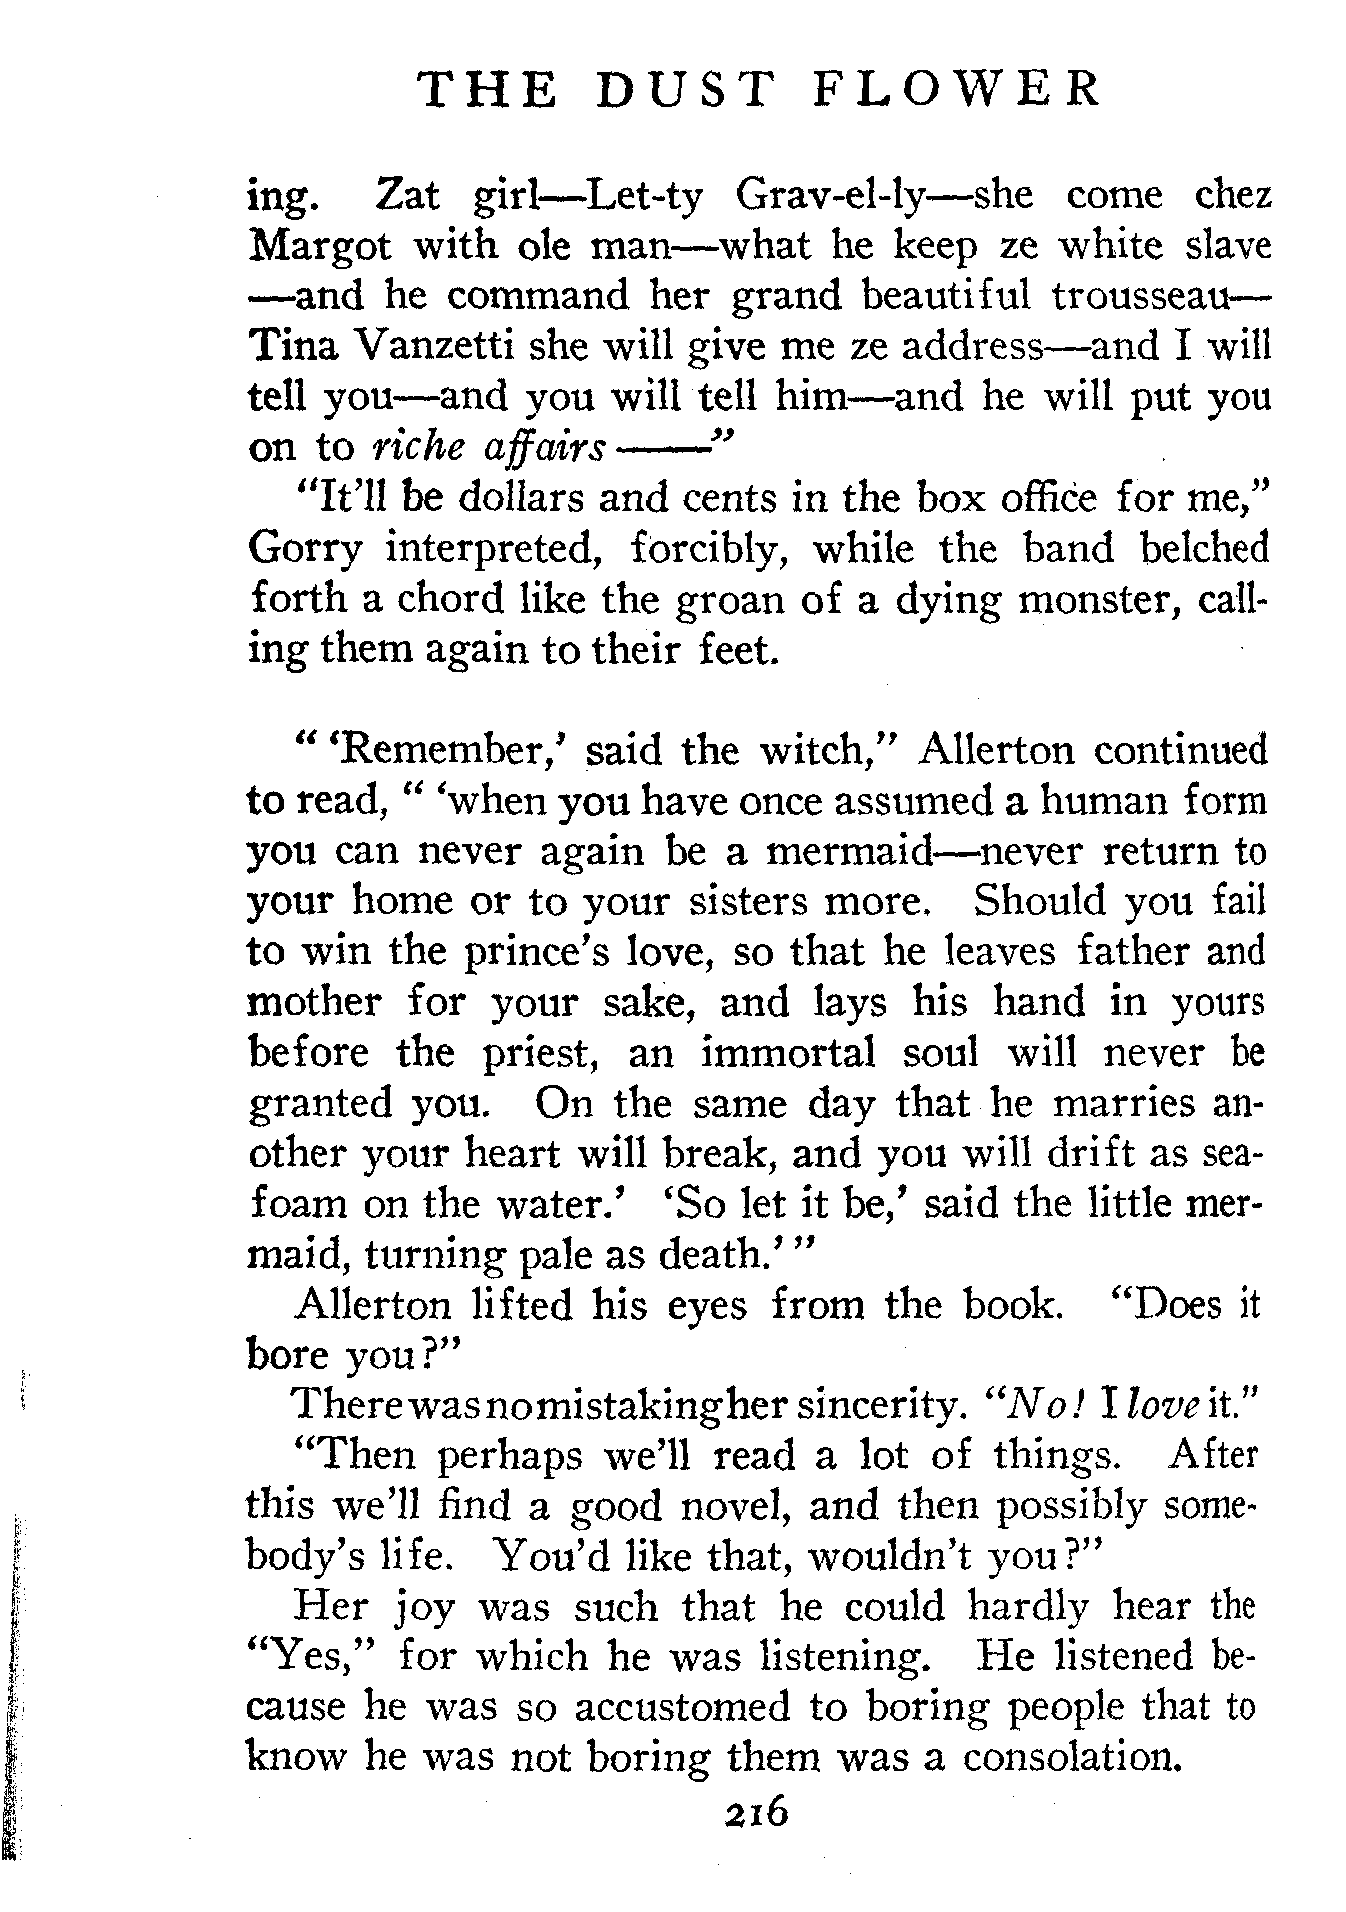 THE DUST FLOWER
ing. Zat girl—Let-ty Grav-el-ly—she come chez
Margot with ole man—what he keep ze white slave
—and he command her grand beautiful trousseau—
Tina Vanzetti she will give me ze address—and I will
tell you—and you will tell him—and he will put you
on to riche affairs ——"
"It'll be dollars and cents in the box office for me,"
Gorry interpreted, forcibly, while the band belched
forth a chord like the groan of a dying monster, call-
ing them again to their feet.
" 'Remember,' said the witch," Allerton continued
to read, " 'when you have once assumed a human form
you can never again be a mermaid—never return to
your home or to your sisters more. Should you fail
to win the prince's love, so that he leaves father and
mother for your sake, and lays his hand in yours
before the priest, an immortal soul will never be
granted you. On the same day that he marries an-
other your heart will break, and you will drift as sea-
foam on the water.' 'So let it be,' said the little mer-
maid, turning pale as death.' "
Allerton lifted his eyes from the book. "Does it
bore you?"
There was no mistaking her sincerity. "No! I love it."
"Then perhaps we'll read a lot of things. After
this we'll find a good novel, and then possibly some-
body's life. You'd like that, wouldn't you?"
Her joy was such that he could hardly hear the
"Yes," for which he was listening. He listened be-
cause he was so accustomed to boring people that to
know he was not boring them was a consolation.
216